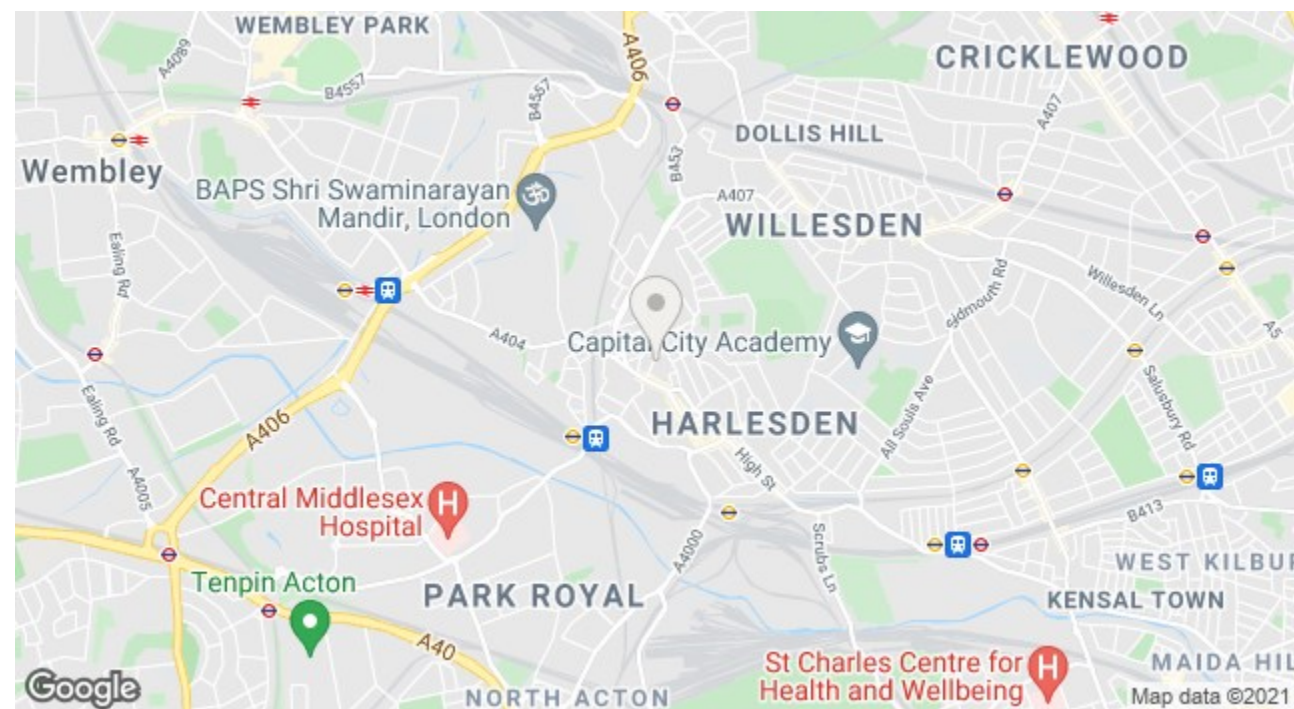 WEMBLEY PARK
A4089
B4557
B4557
A406
CRICKLEWOOD
A407
DOLLIS HILL
B453
A407
Wembley
BAPS Shri Swaminarayan
Mandir, London
WILLESDEN
Ealing Rd
Sidmouth Rd
Willesden Ln
A5
A404
Capital City Academy
Salusbury Rd
Ealing Rd
A406
HARLESDEN
All Souls Ave
High St
A4005
Central Middlesex
Hospital
B413
A4000
Scrubs Ln
WEST KILBUR
Tenpin Acton
PARK ROYAL
KENSAL TOWN
A40
St Charles Centre for
Health and Wellbeing
MAIDA HIL
NORTH ACTON
Google
Map data ©2021